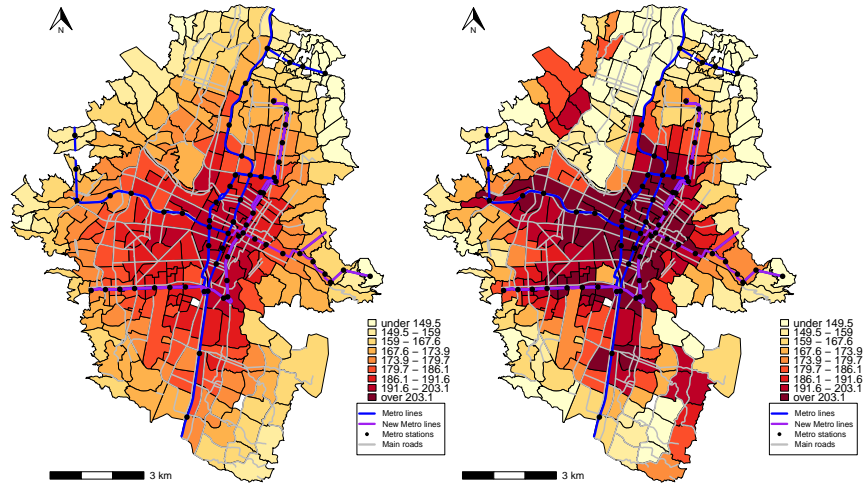 N
under 149.5
149.5 – 159
159 – 167.6
167.6 – 173.9
173.9 – 179.7
179.7 – 186.1
186.1 – 191.6
191.6 – 203.1
over 203.1
Metro lines
New Metro lines
Metro stations
Main roads
3 km
N
under 149.5
149.5 – 159
159 – 167.6
167.6 – 173.9
173.9 – 179.7
179.7 – 186.1
186.1 – 191.6
191.6 – 203.1
over 203.1
Metro lines
New Metro lines
Metro stations
Main roads
3 km